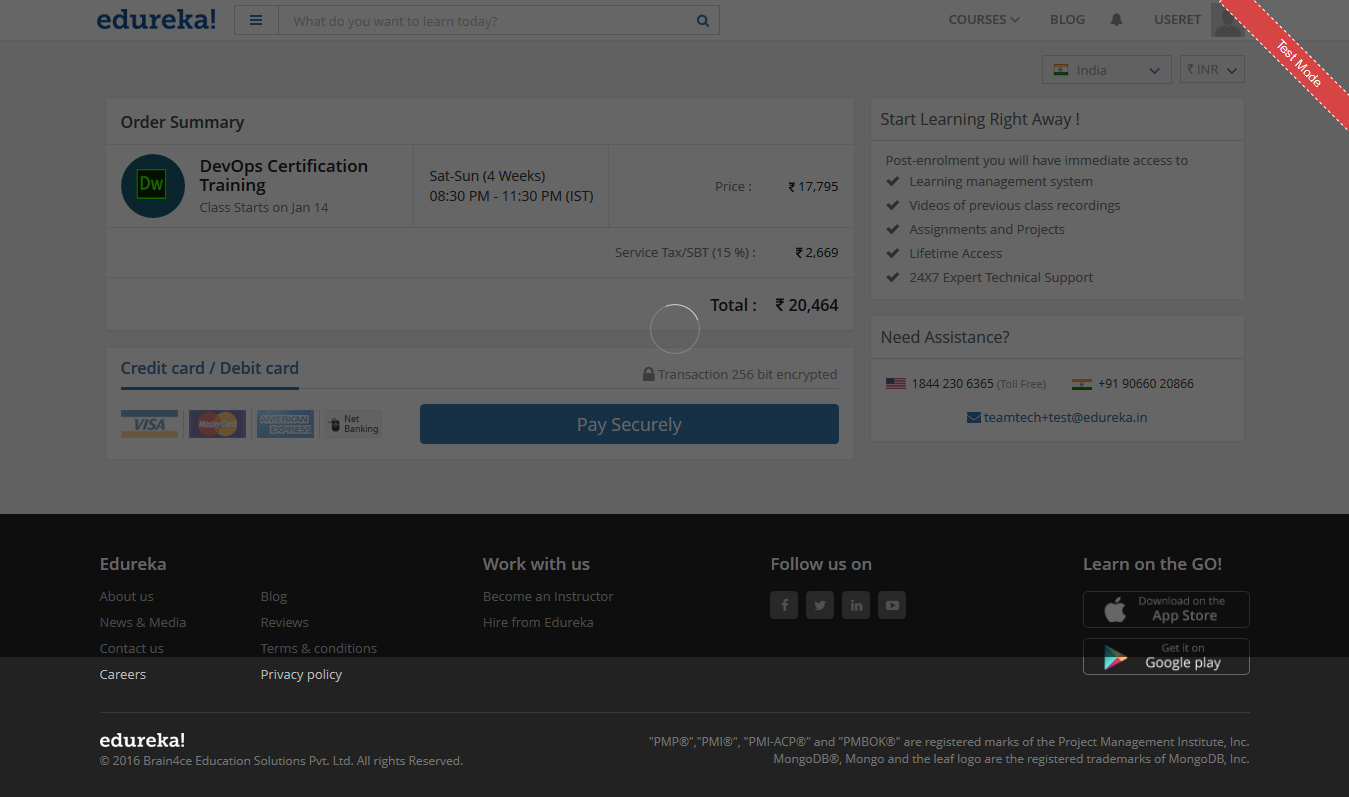 edureka!
What do you want to learn today?
COURSES
BLOG
USERET
Test Mode
India
₹ INR
Order Summary
Dw
DevOps Certification
Training
Class Starts on Jan 14
Sat-Sun (4 Weeks)
08:30 PM - 11:30 PM (IST)
Price :
₹ 17,795
Service Tax/SBT (15 %) :
₹ 2,669
Total :
₹ 20,464
Start Learning Right Away !
Post-enrolment you will have immediate access to
Learning management system
Videos of previous class recordings
Assignments and Projects
Lifetime Access
24X7 Expert Technical Support
Credit card / Debit card
Transaction 256 bit encrypted
VISA
MasterCard
AMERICAN
EXPRESS
Net
Banking
Pay Securely
Need Assistance?
1844 230 6365 (Toll Free)
+91 90660 20866
teamtech+test@edureka.in
Edureka
About us
News & Media
Contact us
Careers
Blog
Reviews
Terms & conditions
Privacy policy
Work with us
Become an Instructor
Hire from Edureka
Follow us on
Learn on the GO!
Download on the
App Store
Get it on
Google play
edureka!
© 2016 Brain4ce Education Solutions Pvt. Ltd. All rights Reserved.
"PMP®","PMI®", "PMI-ACP®" and "PMBOK®" are registered marks of the Project Management Institute, Inc.
MongoDB®, Mongo and the leaf logo are the registered trademarks of MongoDB, Inc.